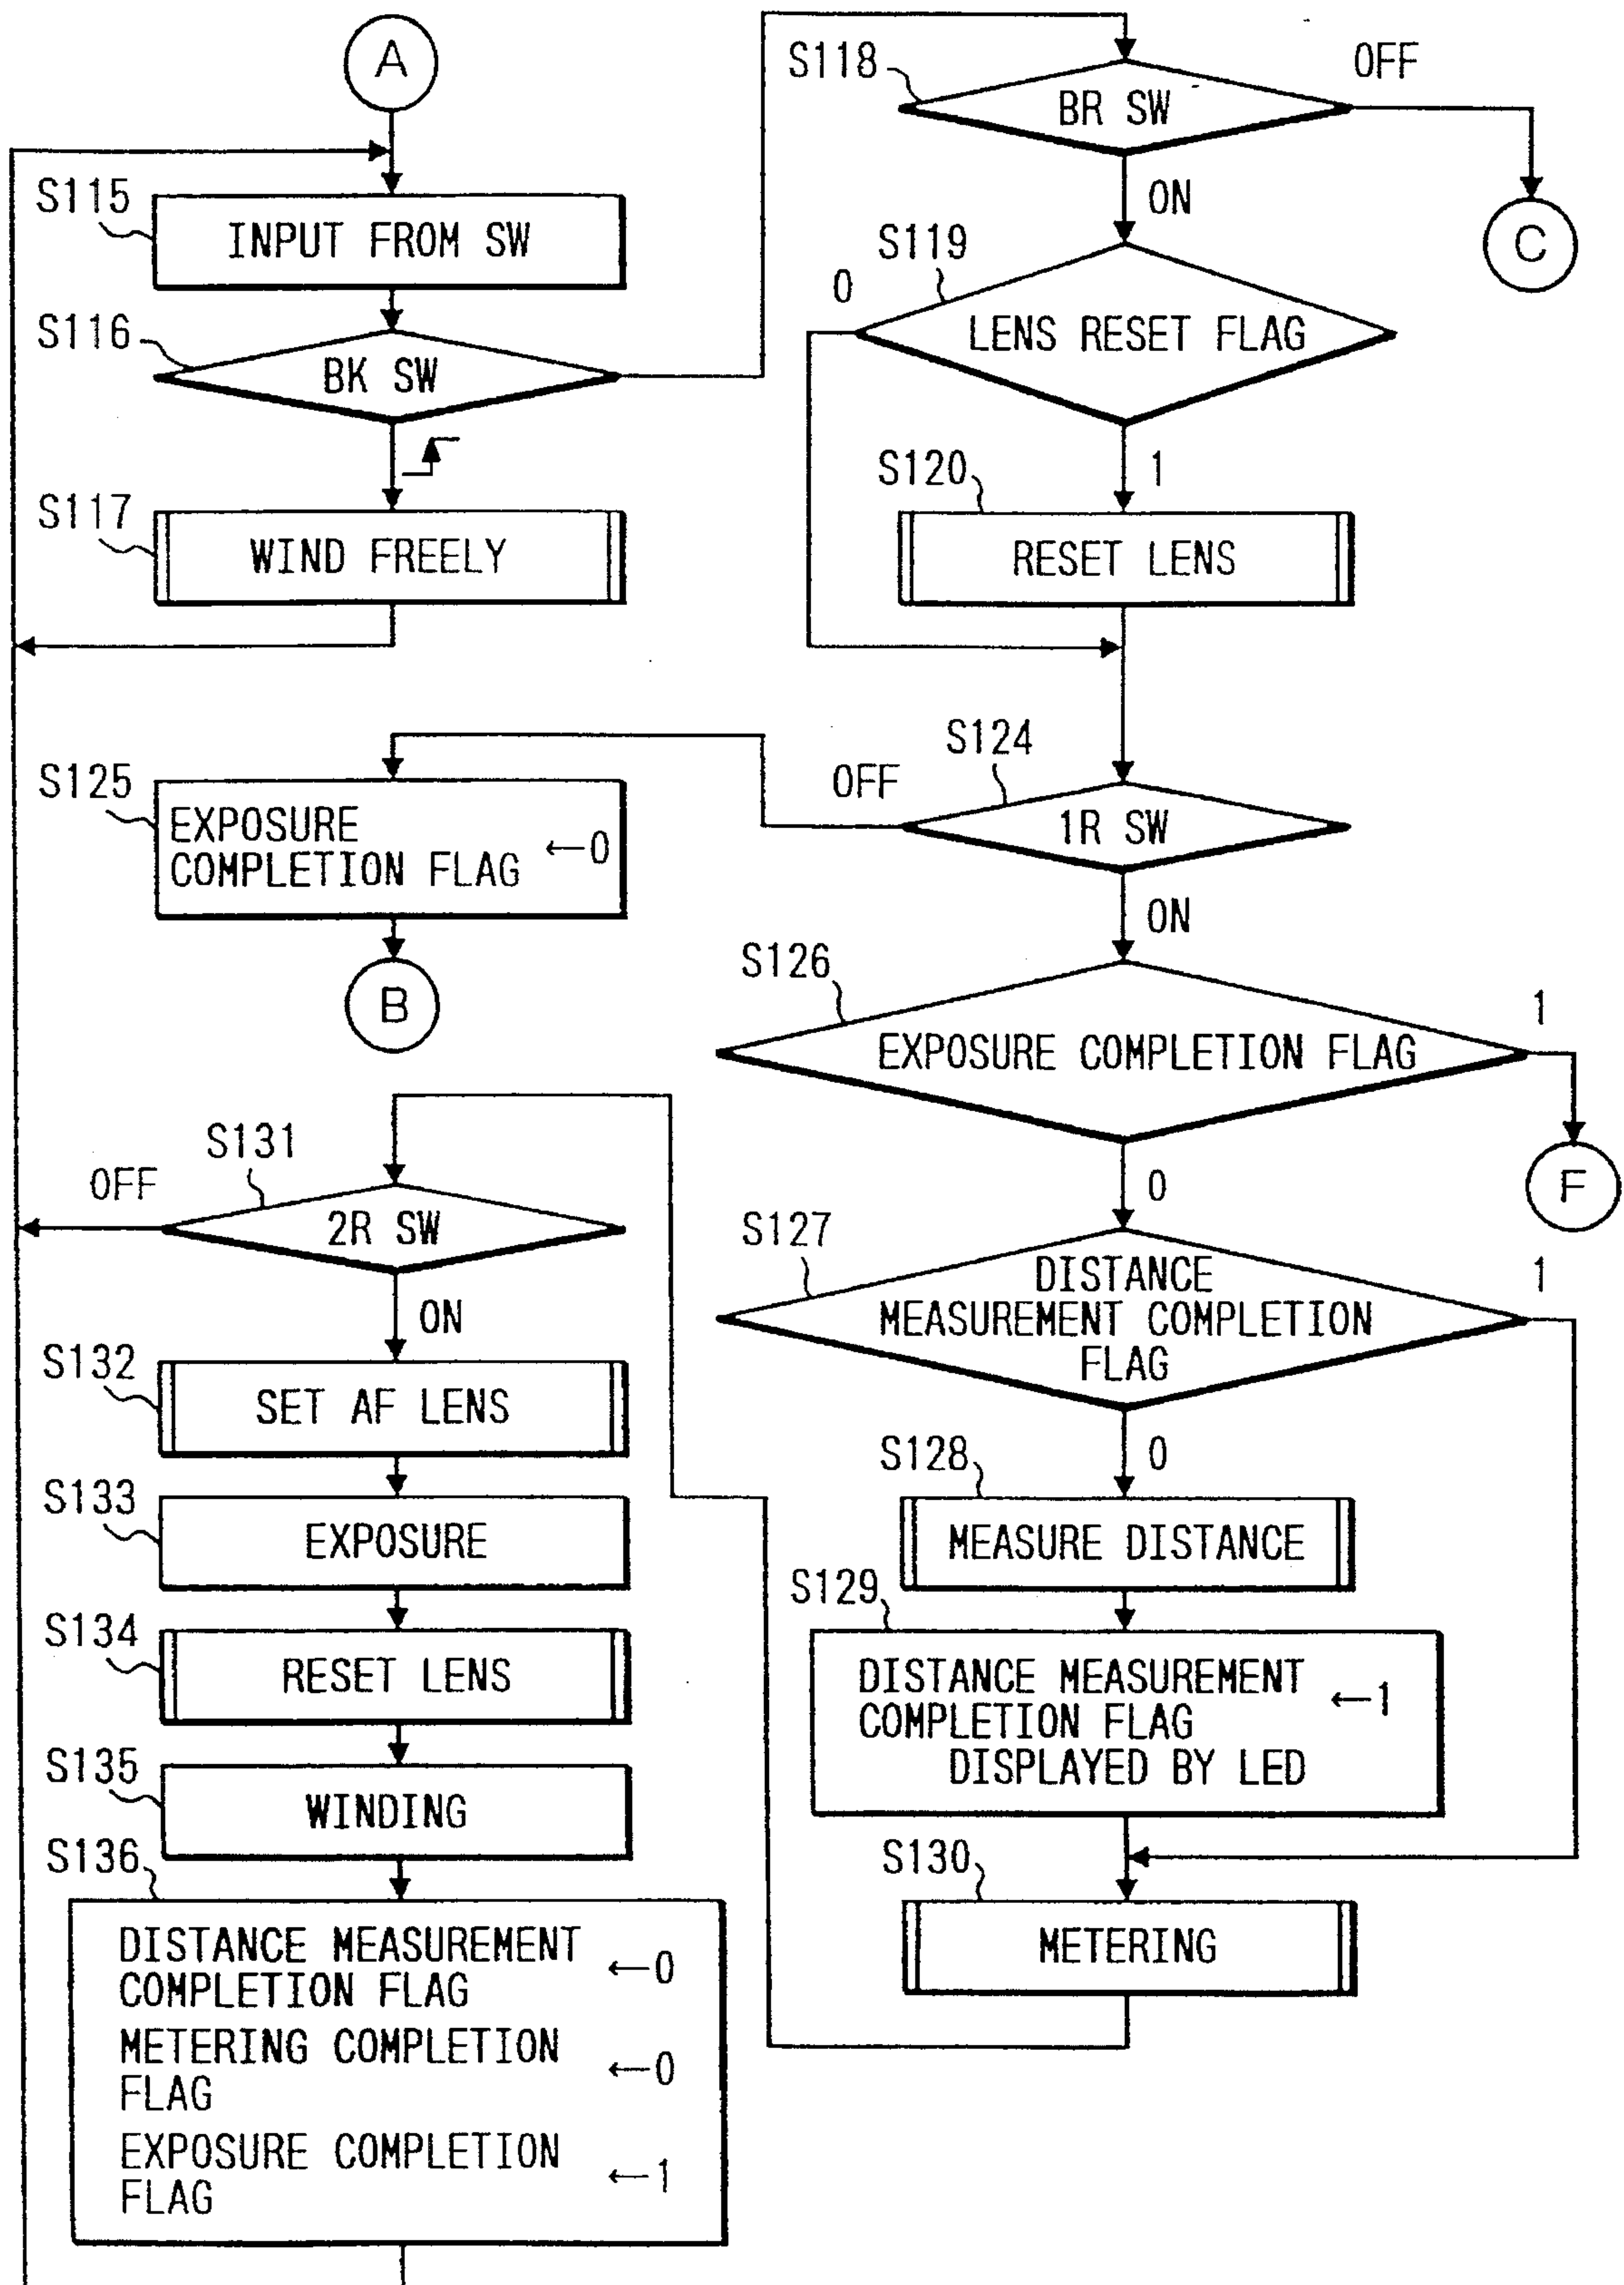 A
S115
INPUT FROM SW
S116
BK SW
S117
WIND FREELY
S118
BR SW
OFF
C
ON
S119
0
LENS RESET FLAG
1
S120
RESET LENS
S124
OFF
1R SW
ON
S125
EXPOSURE
COMPLETION FLAG ←0
B
S126
EXPOSURE COMPLETION FLAG
1
F
0
S127
DISTANCE
MEASUREMENT COMPLETION
FLAG
1
0
S128
MEASURE DISTANCE
S129
DISTANCE MEASUREMENT
COMPLETION FLAG ←1
DISPLAYED BY LED
S130
METERING
S131
OFF
2R SW
ON
S132
SET AF LENS
S133
EXPOSURE
S134
RESET LENS
S135
WINDING
S136
DISTANCE MEASUREMENT
COMPLETION FLAG ←0
METERING COMPLETION
FLAG ←0
EXPOSURE COMPLETION
FLAG ←1